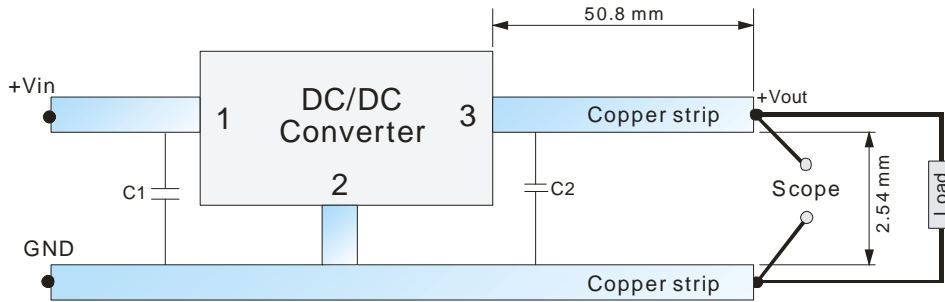 50.8 mm
+Vin
DC/DC
Converter
1
3
2
Copper strip
+Vout
C1
C2
Scope
2.54 mm
Load
GND
Copper strip